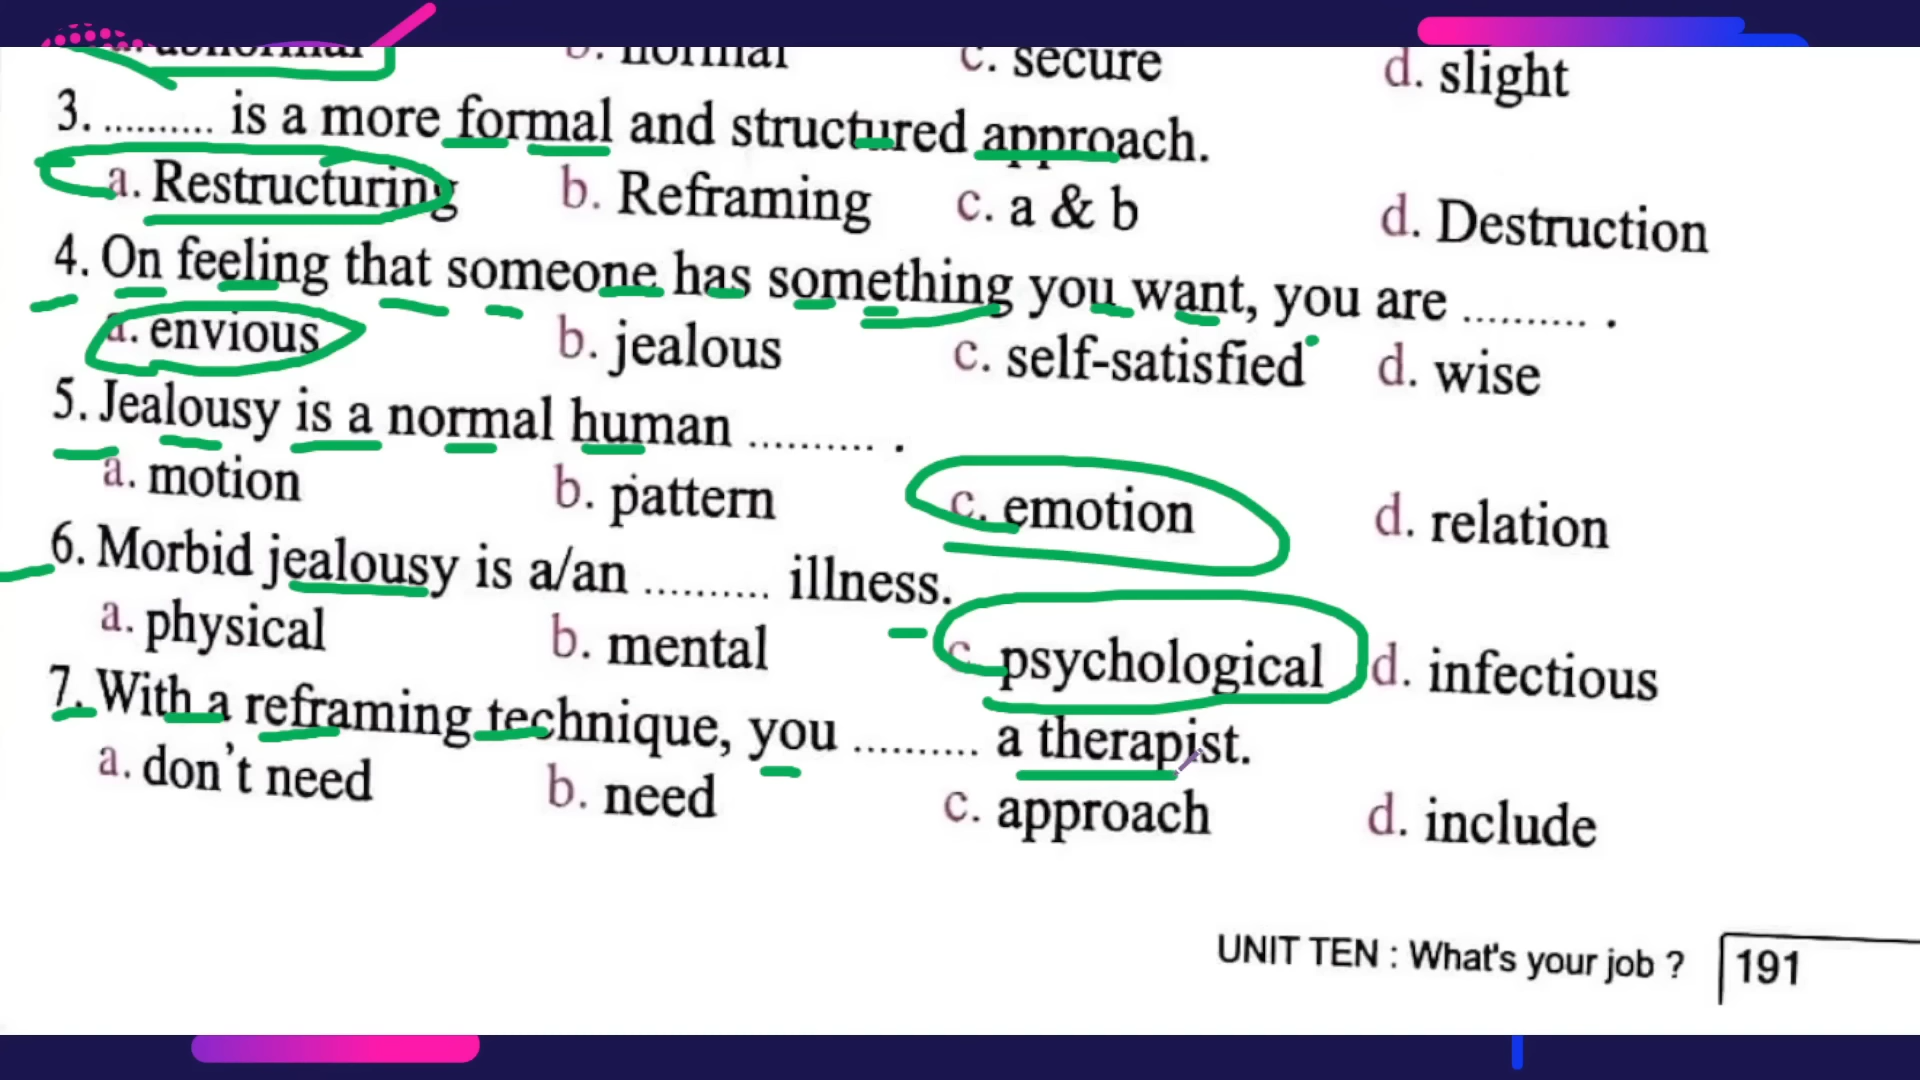 a. abnormal b. normal c. secure d. slight
3. .......... is a more formal and structured approach.
a. Restructuring b. Reframing c. a & b d. Destruction
4. On feeling that someone has something you want, you are .......... .
a. envious b. jealous c. self-satisfied d. wise
5. Jealousy is a normal human .......... .
a. motion b. pattern c. emotion d. relation
6. Morbid jealousy is a/an .......... illness.
a. physical b. mental c. psychological d. infectious
7. With a reframing technique, you .......... a therapist.
a. don't need b. need c. approach d. include
UNIT TEN : What's your job ? 191